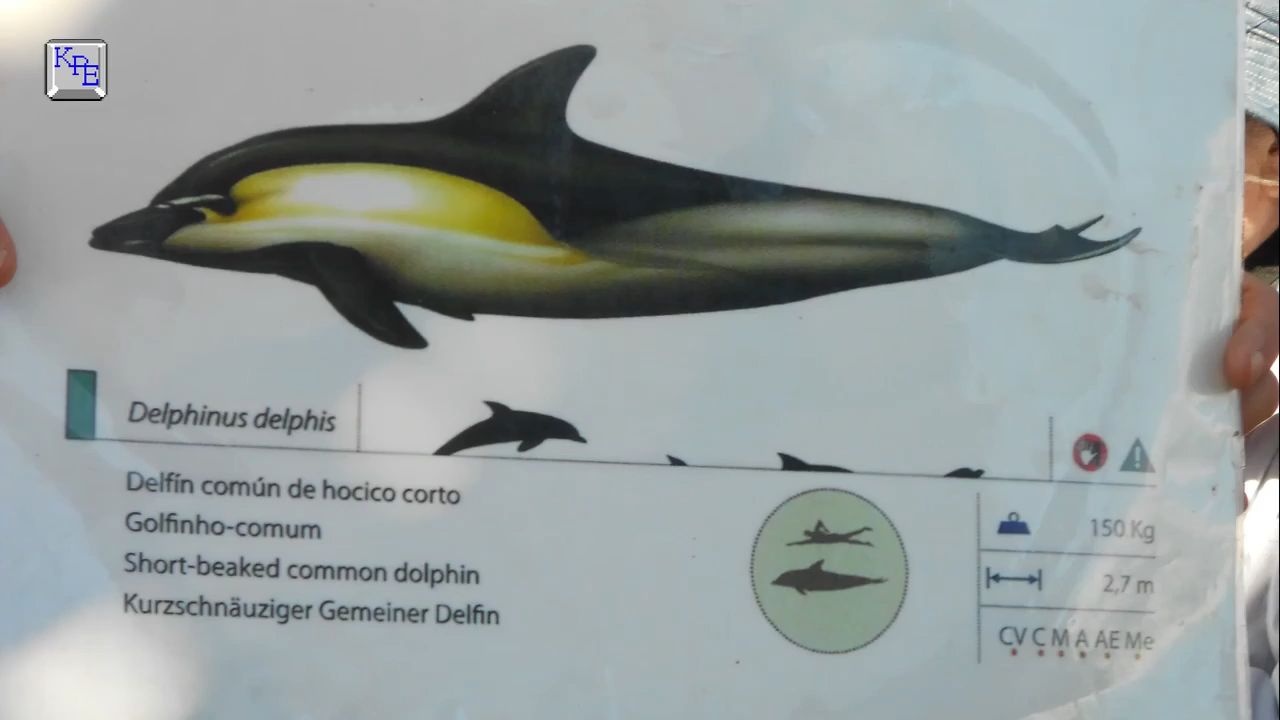 KPE
Delphinus delphis
Delfín común de hocico corto
Golfinho-comum
Short-beaked common dolphin
Kurzschnäuziger Gemeiner Delfin
150 Kg
2,7 m
CV C M A AE Me